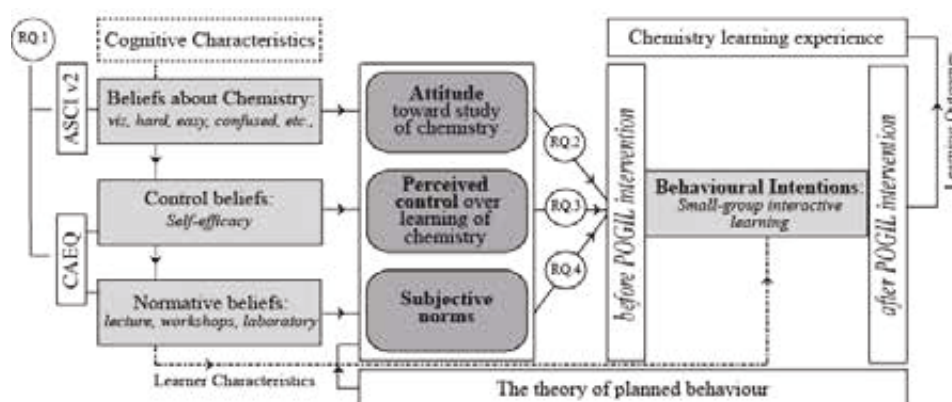 RQ.1
Cognitive Characteristics
ASCI v2
Beliefs about Chemistry:
viz, hard, easy, confused, etc.,
Control beliefs:
Self-efficacy
CAEQ
Normative beliefs:
lecture, workshops, laboratory
Learner Characteristics
Attitude
toward study
of chemistry
Perceived
control over
learning of
chemistry
Subjective
norms
RQ.2
RQ.3
RQ.4
before POGIL intervention
Chemistry learning experience
Behavioural Intentions:
Small-group interactive
learning
after POGIL intervention
The theory of planned behaviour